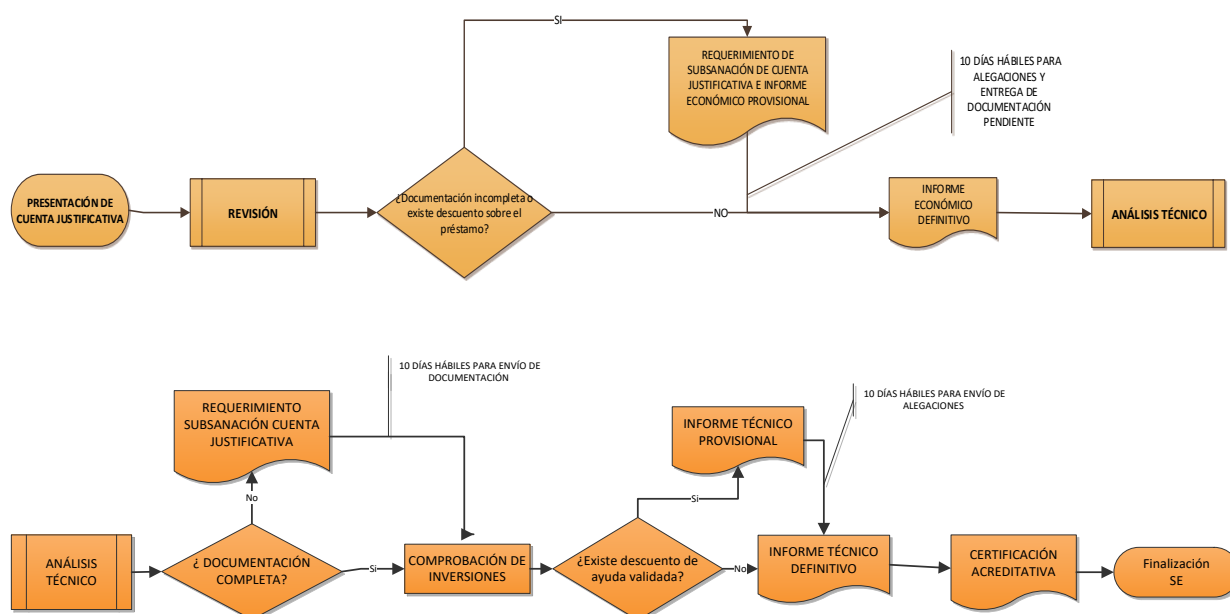 SI
REQUERIMIENTO DE
SUBSANACIÓN DE CUENTA
JUSTIFICATIVA E INFORME
ECONÓMICO PROVISIONAL
10 DÍAS HÁBILES PARA
ALEGACIONES Y
ENTREGA DE
DOCUMENTACIÓN
PENDIENTE
PRESENTACIÓN DE
CUENTA JUSTIFICATIVA
REVISIÓN
¿Documentación incompleta o
existe descuento sobre el
préstamo?
NO
INFORME
ECONÓMICO
DEFINITIVO
ANÁLISIS TÉCNICO
10 DÍAS HÁBILES PARA ENVÍO DE
DOCUMENTACIÓN
REQUERIMIENTO
SUBSANACIÓN CUENTA
JUSTIFICATIVA
INFORME TÉCNICO
PROVISIONAL
10 DÍAS HÁBILES PARA ENVÍO DE
ALEGACIONES
No
Si
ANÁLISIS
TÉCNICO
¿ DOCUMENTACIÓN
COMPLETA?
Si
COMPROBACIÓN DE
INVERSIONES
¿Existe descuento de
ayuda validada?
No
INFORME TÉCNICO
DEFINITIVO
CERTIFICACIÓN
ACREDITATIVA
Finalización
SE